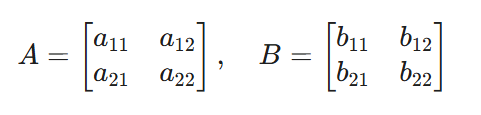 A = [a₁₁ a₁₂; a₂₁ a₂₂], B = [b₁₁ b₁₂; b₂₁ b₂₂]